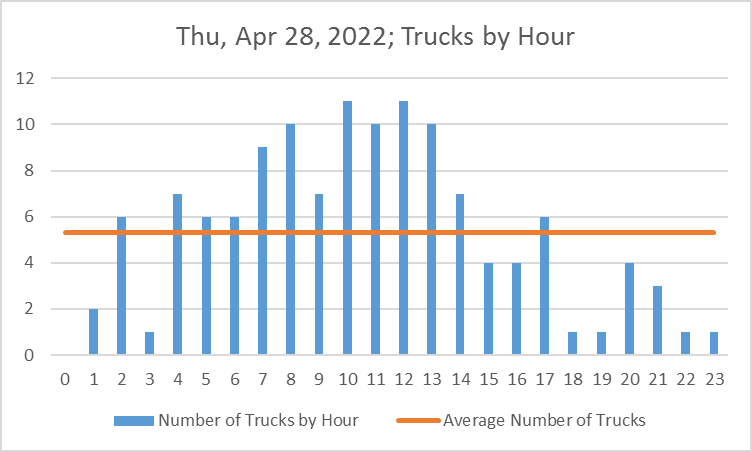 Thu, Apr 28, 2022; Trucks by Hour
12
10
8
6
4
2
0
0 1 2 3 4 5 6 7 8 9 10 11 12 13 14 15 16 17 18 19 20 21 22 23
Number of Trucks by Hour Average Number of Trucks